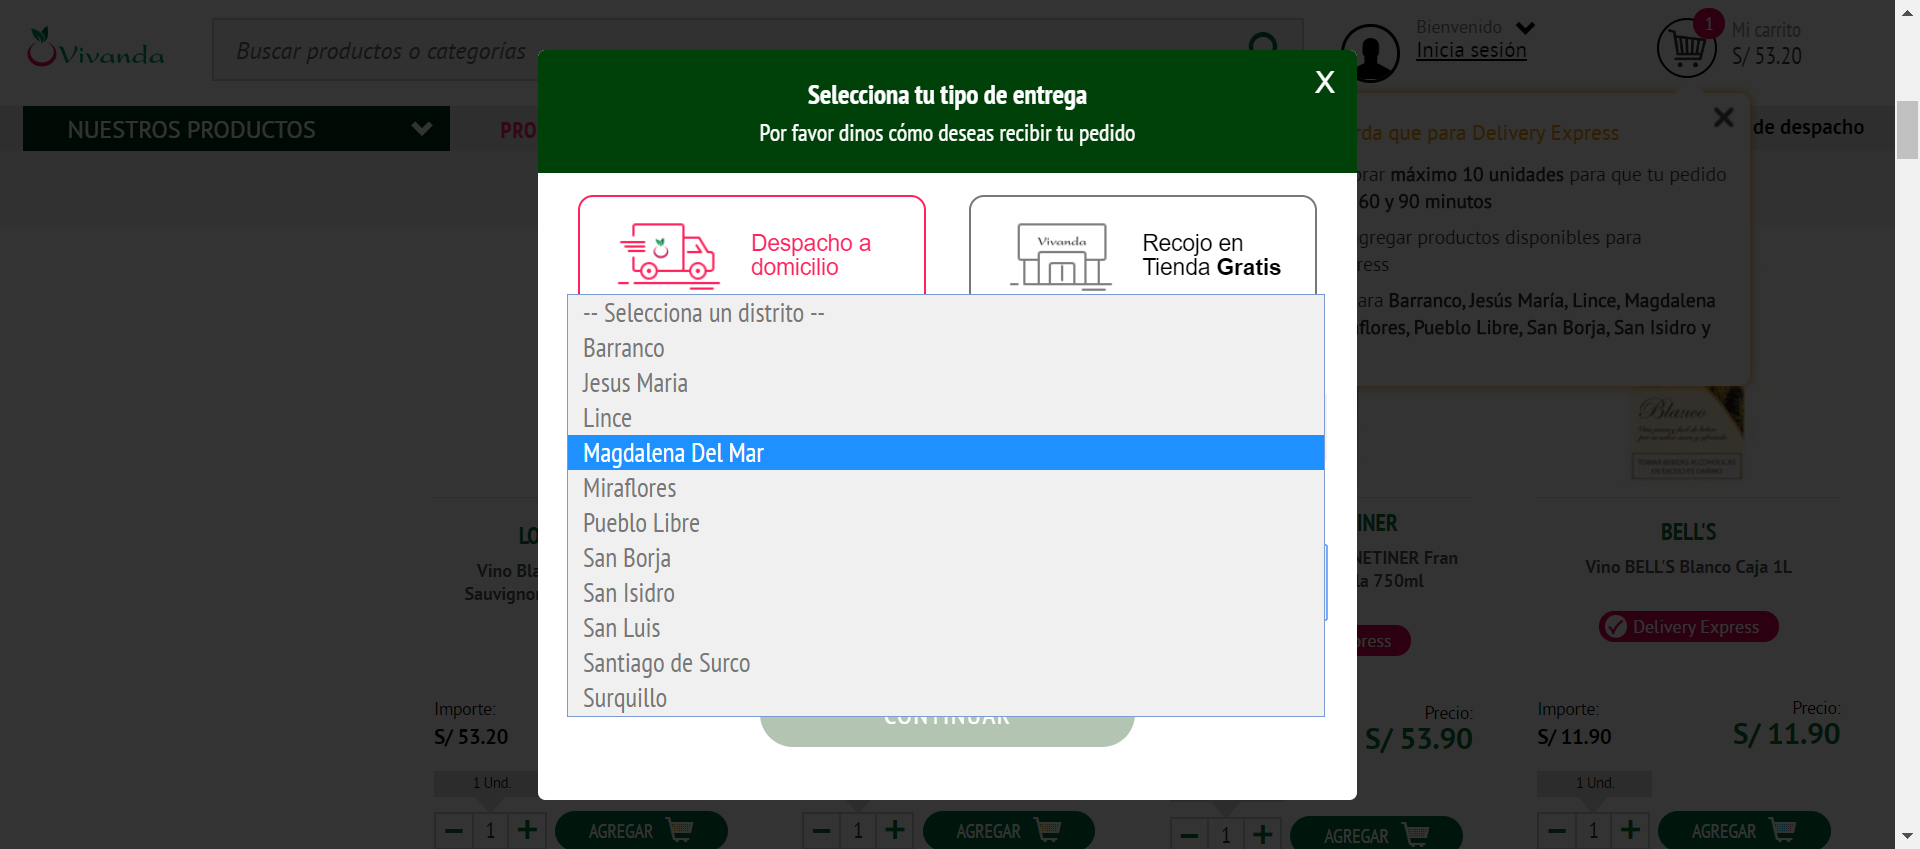 Vivanda
Buscar productos o categorías
Bienvenido
Inicia sesión
1
Mi carrito
S/ 53.20
NUESTROS PRODUCTOS
PRO
de despacho
Selecciona tu tipo de entrega
X
Por favor dinos cómo deseas recibir tu pedido
rda que para Delivery Express
rar máximo 10 unidades para que tu pedido
60 y 90 minutos
gregar productos disponibles para
ress
ara Barranco, Jesús María, Lince, Magdalena
flores, Pueblo Libre, San Borja, San Isidro y
Despacho a
domicilio
Vivanda
Recojo en
Tienda Gratis
-- Selecciona un distrito --
Barranco
Jesus Maria
Lince
Magdalena Del Mar
Miraflores
Pueblo Libre
San Borja
San Isidro
San Luis
Santiago de Surco
Surquillo
CONTINUAR
LO
Vino Bla
Sauvignon
Importe:
S/ 53.20
1 Und.
1
AGREGAR
1
AGREGAR
INER
NETINER Fran
la 750ml
press
Precio:
S/ 53.90
1
AGREGAR
Blanco
BELL'S
Vino BELL'S Blanco Caja 1L
Delivery Express
Importe:
S/ 11.90
Precio:
S/ 11.90
1 Und.
1
AGREGAR